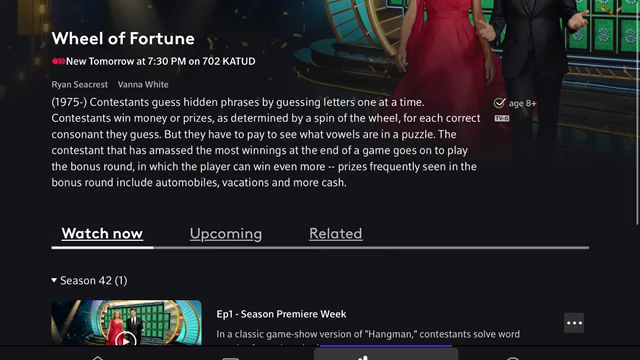 Wheel of Fortune
New Tomorrow at 7:30 PM on 702 KATUD
Ryan Seacrest Vanna White
(1975-) Contestants guess hidden phrases by guessing letters one at a time.
Contestants win money or prizes, as determined by a spin of the wheel, for each correct
consonant they guess. But they have to pay to see what vowels are in a puzzle. The
contestant that has amassed the most winnings at the end of a game goes on to play
the bonus round, in which the player can win even more -- prizes frequently seen in the
bonus round include automobiles, vacations and more cash.
age 8+
TV-G
Watch now Upcoming Related
Season 42 (1)
Ep1 - Season Premiere Week
In a classic game-show version of "Hangman," contestants solve word